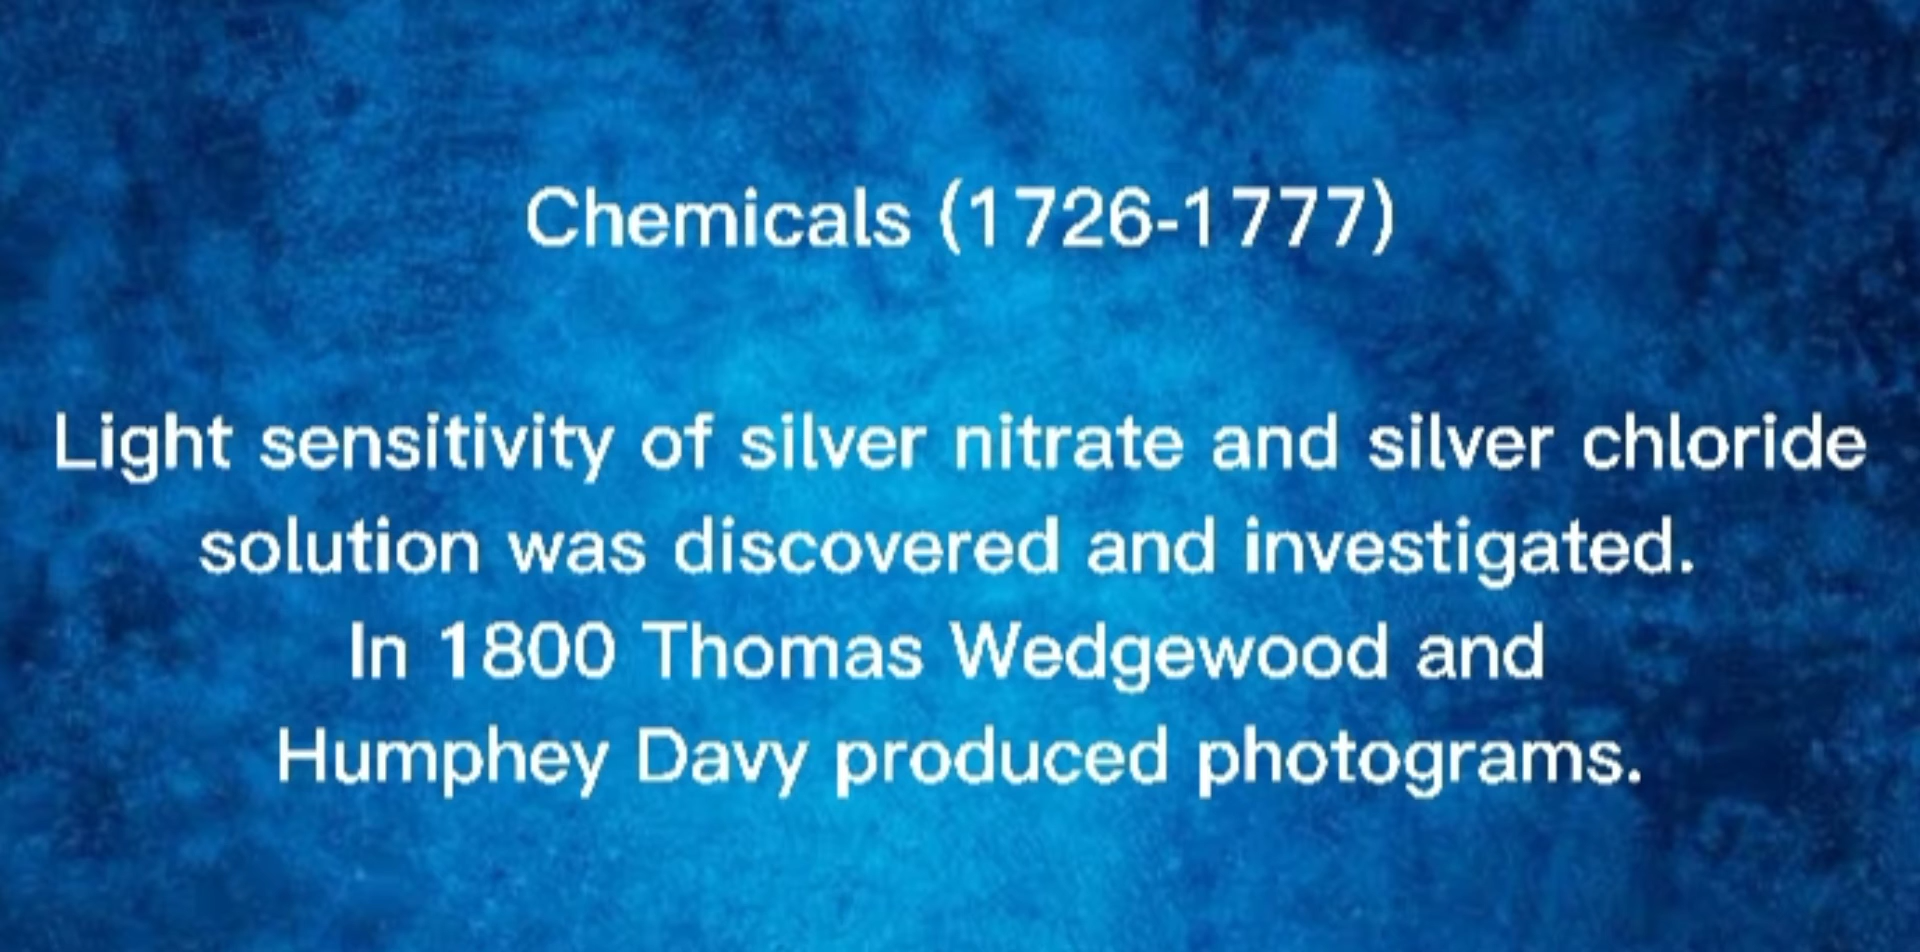 Chemicals (1726-1777)
Light sensitivity of silver nitrate and silver chloride
solution was discovered and investigated.
In 1800 Thomas Wedgewood and
Humphey Davy produced photograms.